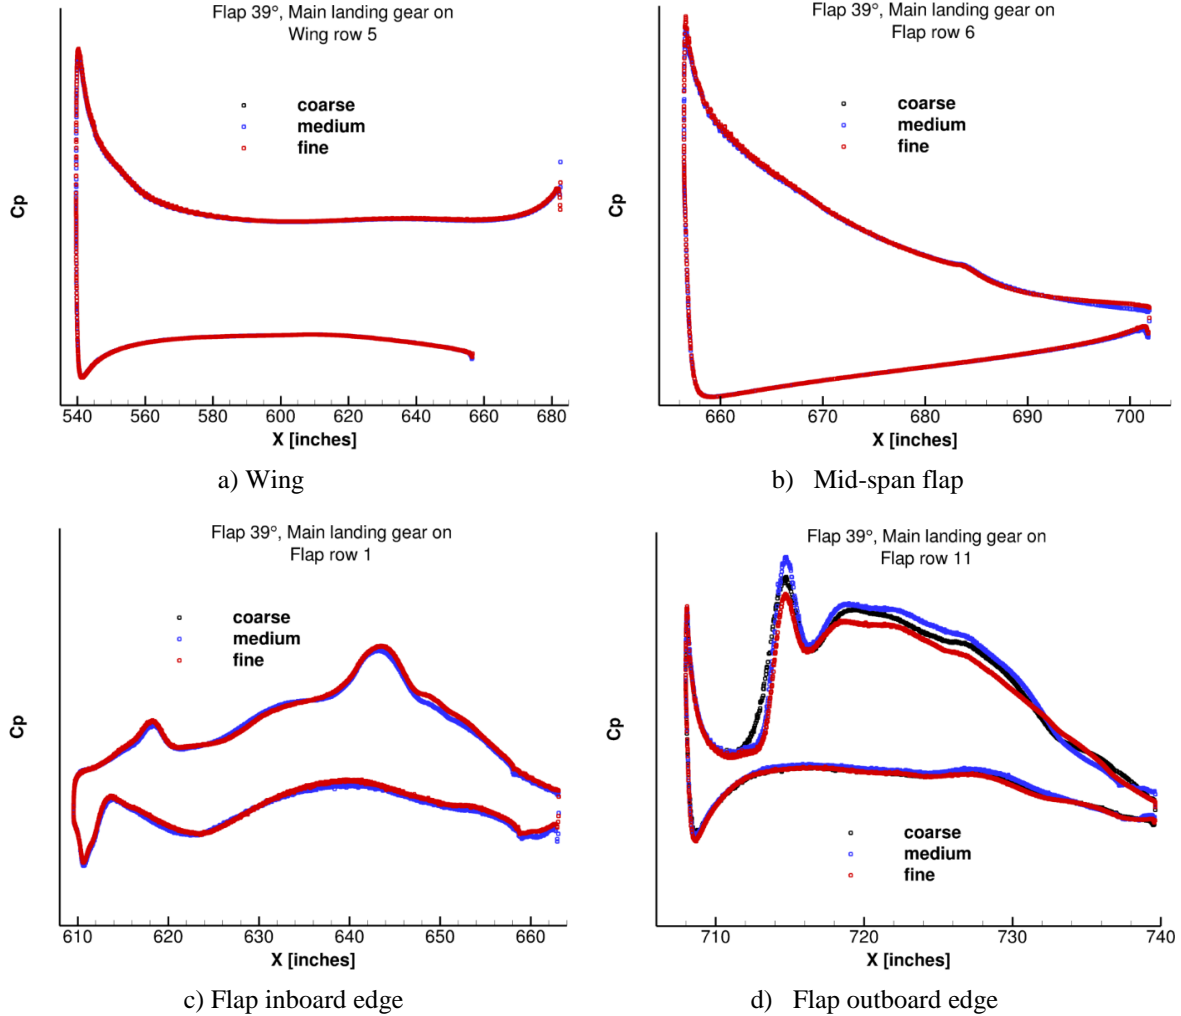 Flap 39°, Main landing gear on
Wing row 5
coarse
medium
fine
Cp
540 560 580 600 620 640 660 680
X [inches]
a) Wing
Flap 39°, Main landing gear on
Flap row 6
coarse
medium
fine
Cp
660 670 680 690 700
X [inches]
b) Mid-span flap
Flap 39°, Main landing gear on
Flap row 1
coarse
medium
fine
Cp
610 620 630 640 650 660
X [inches]
c) Flap inboard edge
Flap 39°, Main landing gear on
Flap row 11
coarse
medium
fine
Cp
710 720 730 740
X [inches]
d) Flap outboard edge